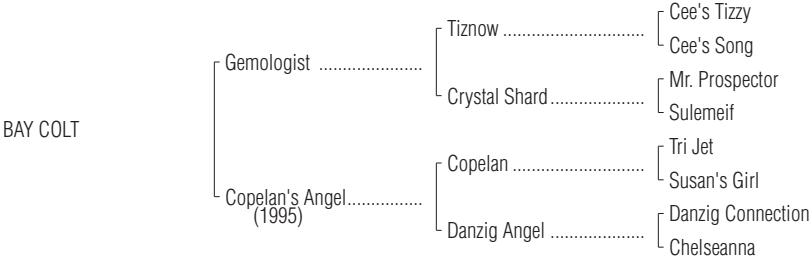 Cee's Tizzy
Tiznow ..............................
Cee's Song
Gemologist ......................
Mr. Prospector
Crystal Shard....................
Sulemeif
BAY COLT
Tri Jet
Copelan ............................
Susan's Girl
Copelan's Angel................
(1995)
Danzig Connection
Danzig Angel ....................
Chelseanna